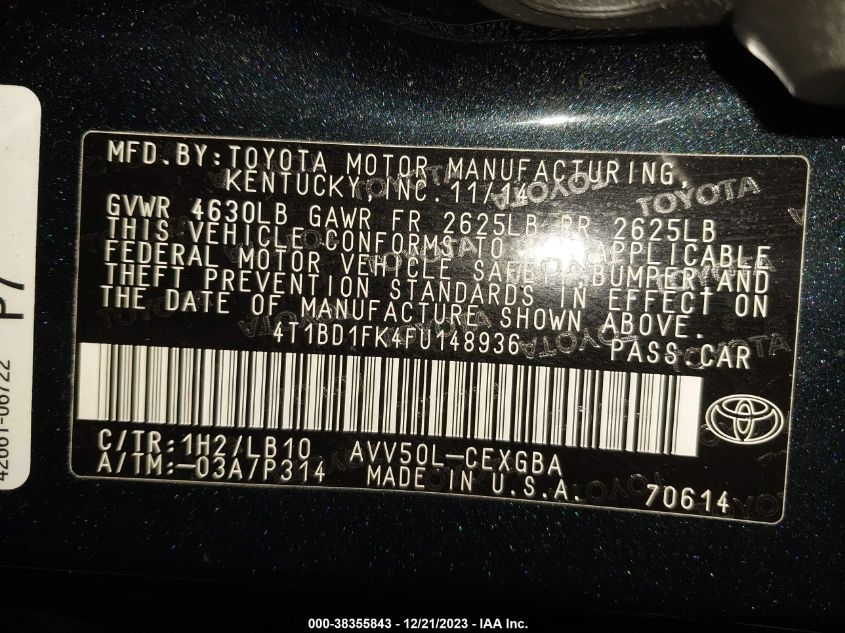 MFD.BY:TOYOTA MOTOR MANUFACTURING,
KENTUCKY,INC. 11/14
GVWR 4630LB GAWR FR 2625LB RR 2625LB
THIS VEHICLE CONFORMS TO ALL APPLICABLE
FEDERAL MOTOR VEHICLE SAFETY,BUMPER,AND
THEFT PREVENTION STANDARDS IN EFFECT ON
THE DATE OF MANUFACTURE SHOWN ABOVE.
4T1BD1FK4FU148936 PASS.CAR
C/TR:1H2/LB10 AVV50L-CEXGBA
A/TM:-03A/P314 MADE IN U.S.A. 70614
TOYOTA
42661-06722
P7
000-38355843 - 12/21/2023 - IAA Inc.